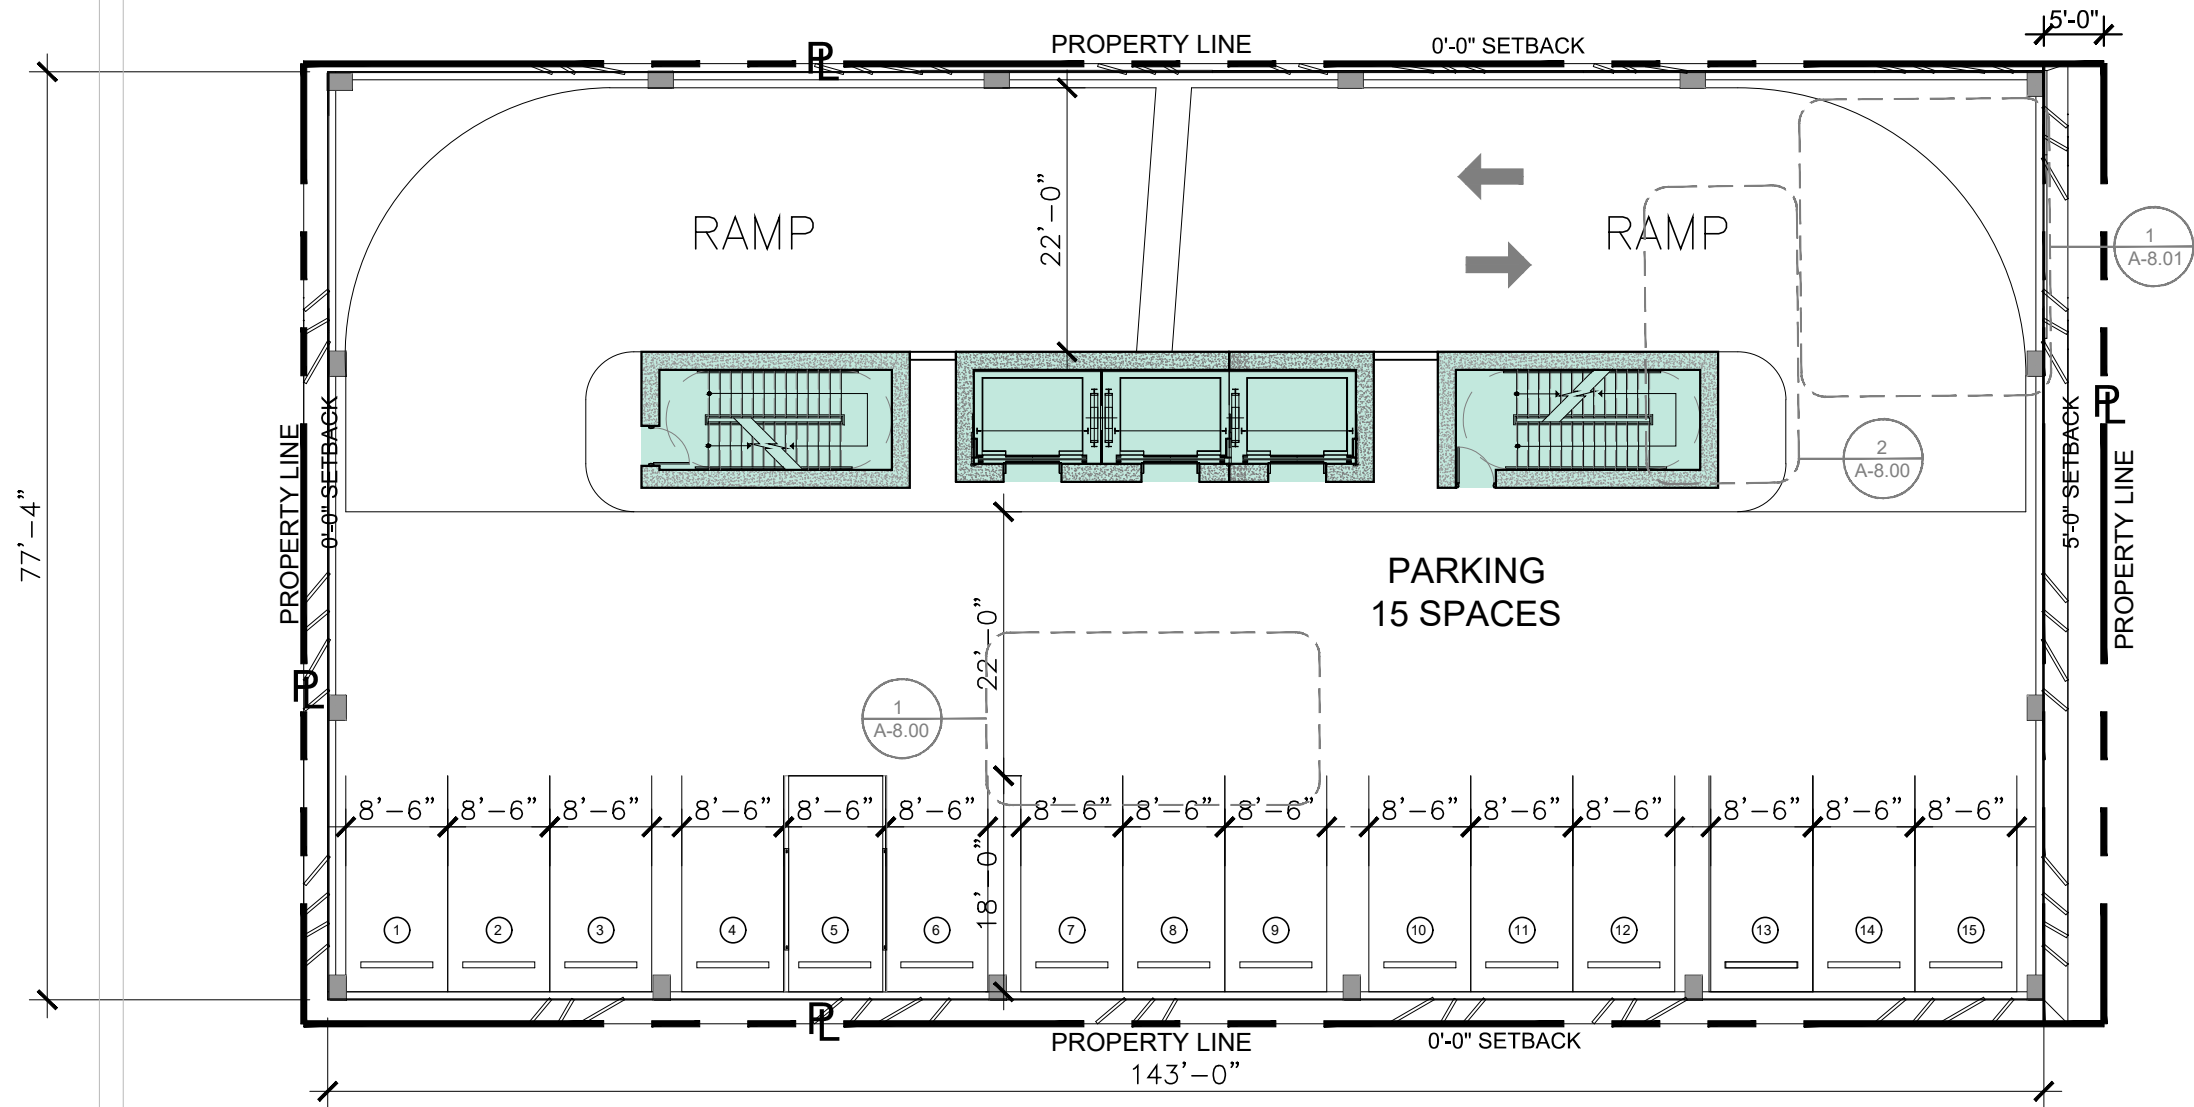 5'-0"
PROPERTY LINE
0'-0" SETBACK
PL
22'-0"
RAMP
RAMP
1
A-8.01
PL
77'-4"
PROPERTY LINE
0'-0" SETBACK
2
A-8.00
5'-0" SETBACK
PROPERTY LINE
PARKING
15 SPACES
22'-0"
PL
1
A-8.00
8'-6" 8'-6" 8'-6" 8'-6" 8'-6" 8'-6" 8'-6" 8'-6" 8'-6" 8'-6" 8'-6" 8'-6" 8'-6" 8'-6" 8'-6"
18'-0"
1 2 3 4 5 6 7 8 9 10 11 12 13 14 15
PL
PROPERTY LINE
0'-0" SETBACK
143'-0"